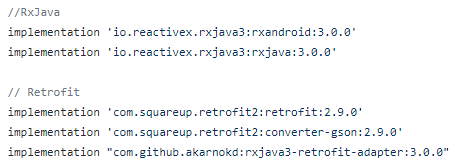 //RxJava
implementation 'io.reactivex.rxjava3:rxandroid:3.0.0'
implementation 'io.reactivex.rxjava3:rxjava:3.0.0'
// Retrofit
implementation 'com.squareup.retrofit2:retrofit:2.9.0'
implementation 'com.squareup.retrofit2:converter-gson:2.9.0'
implementation "com.github.akarnokd:rxjava3-retrofit-adapter:3.0.0"